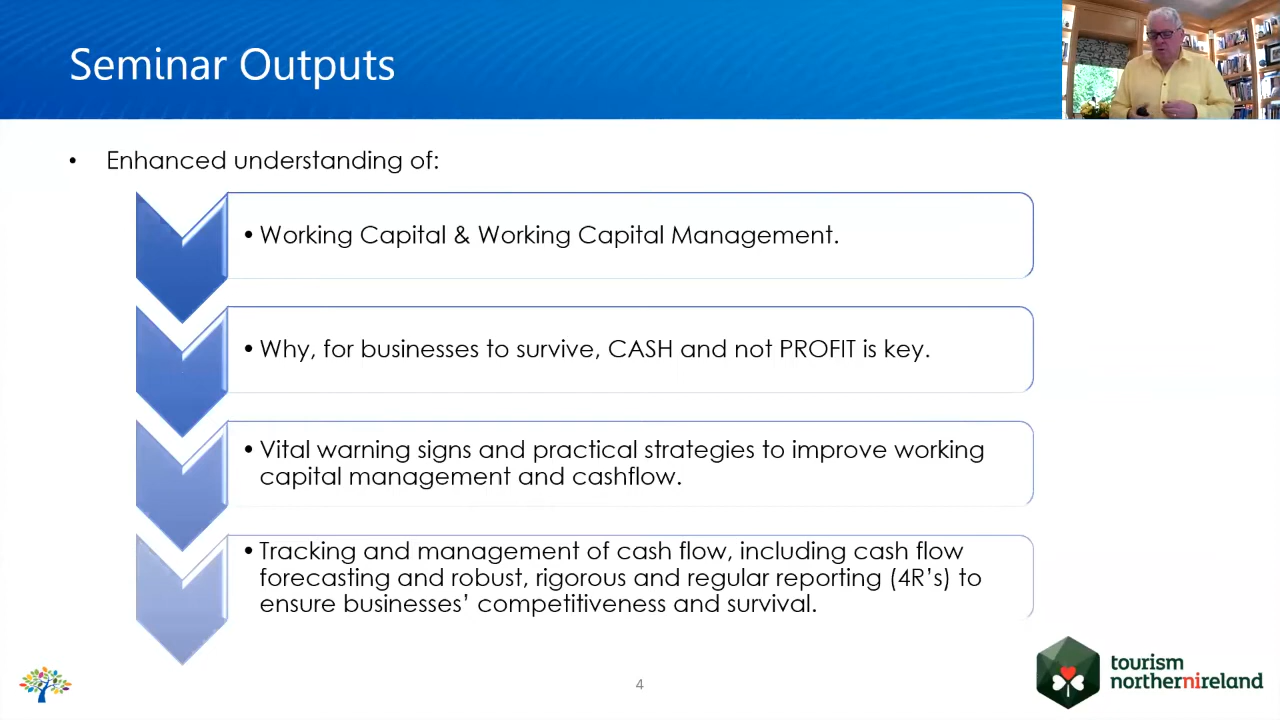 Seminar Outputs
• Enhanced understanding of:
• Working Capital & Working Capital Management.
• Why, for businesses to survive, CASH and not PROFIT is key.
• Vital warning signs and practical strategies to improve working
capital management and cashflow.
• Tracking and management of cash flow, including cash flow
forecasting and robust, rigorous and regular reporting (4R’s) to
ensure businesses’ competitiveness and survival.
4
tourism
northernireland